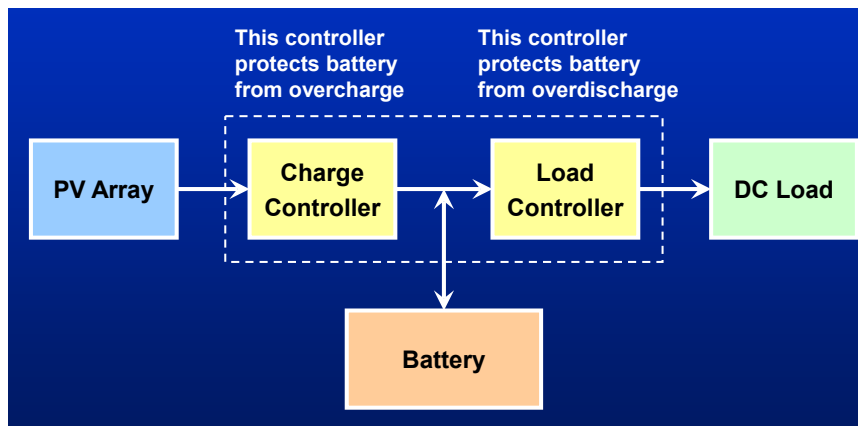 This controller
protects battery
from overcharge
This controller
protects battery
from overdischarge
PV Array
Charge
Controller
Load
Controller
DC Load
Battery